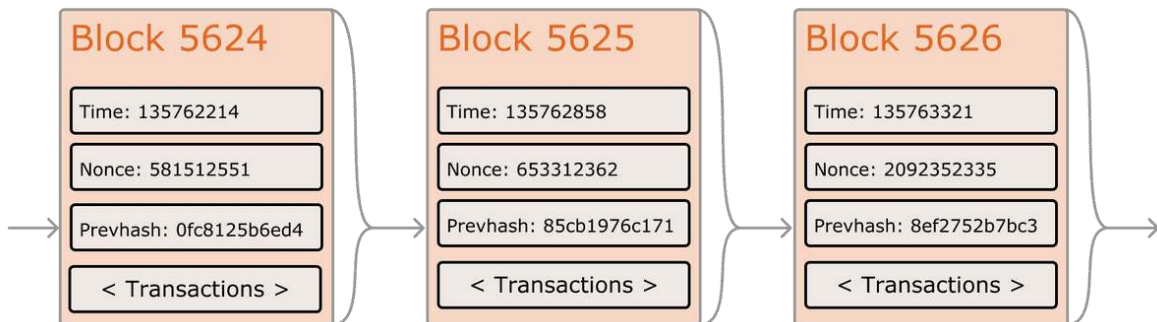 Block 5624
Time: 135762214
Nonce: 581512551
Prevhash: 0fc8125b6ed4
< Transactions >
Block 5625
Time: 135762858
Nonce: 653312362
Prevhash: 85cb1976c171
< Transactions >
Block 5626
Time: 135763321
Nonce: 2092352335
Prevhash: 8ef2752b7bc3
< Transactions >